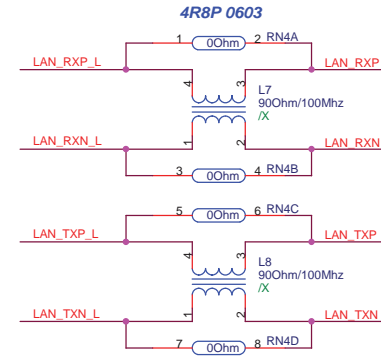 4R8P 0603
1 0Ohm 2 RN4A
LAN_RXP_L LAN_RXP
4 3 L7
90Ohm/100Mhz
/X
LAN_RXN_L 1 2 LAN_RXN
3 0Ohm 4 RN4B
5 0Ohm 6 RN4C
LAN_TXP_L LAN_TXP
4 3 L8
90Ohm/100Mhz
/X
LAN_TXN_L 1 2 LAN_TXN
7 0Ohm 8 RN4D